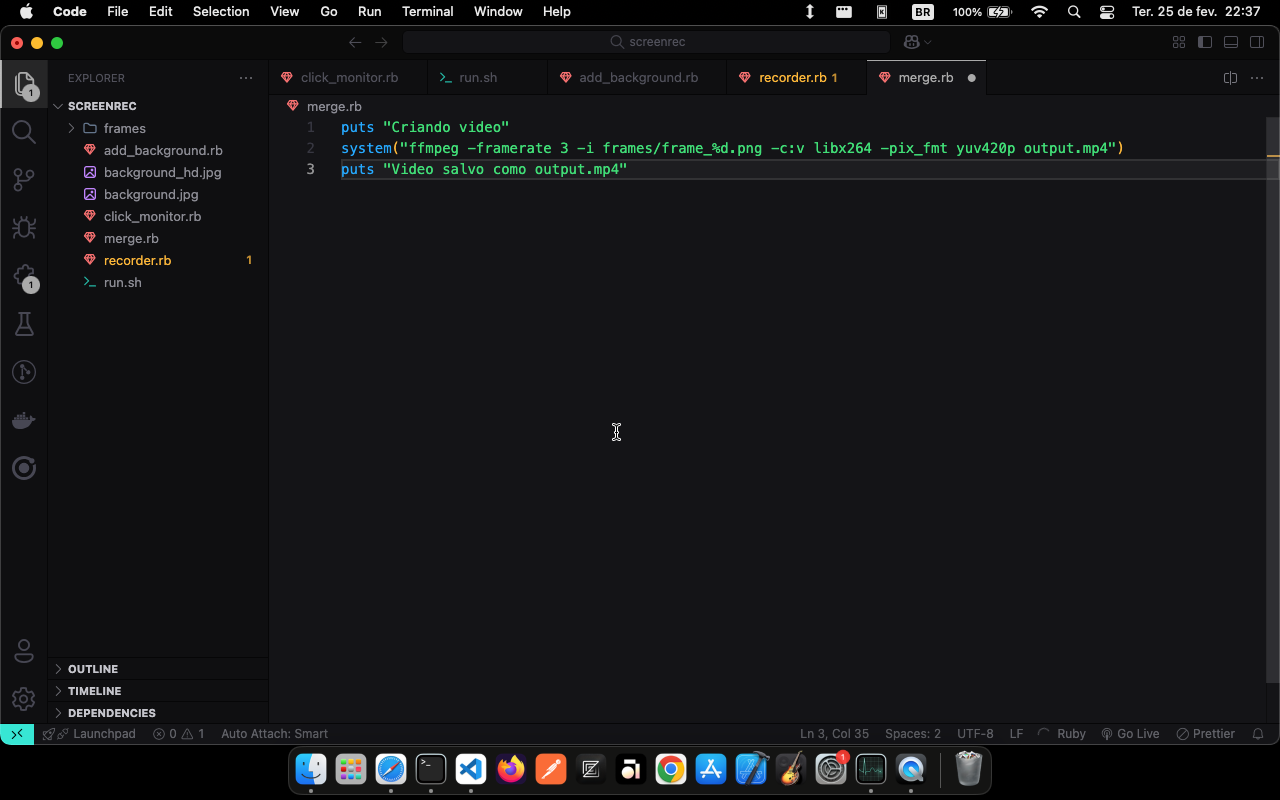 Code File Edit Selection View Go Run Terminal Window Help BR 100% Ter. 25 de fev. 22:37
screenrec
EXPLORER
click_monitor.rb run.sh add_background.rb recorder.rb 1 merge.rb
1
SCREENREC
frames
add_background.rb
background_hd.jpg
background.jpg
click_monitor.rb
merge.rb
recorder.rb 1
run.sh
1
merge.rb
1 puts "Criando video"
2 system("ffmpeg -framerate 3 -i frames/frame_%d.png -c:v libx264 -pix_fmt yuv420p output.mp4")
3 puts "Video salvo como output.mp4"
OUTLINE
TIMELINE
DEPENDENCIES
Launchpad 0 1 Auto Attach: Smart Ln 3, Col 35 Spaces: 2 UTF-8 LF Ruby Go Live Prettier
1